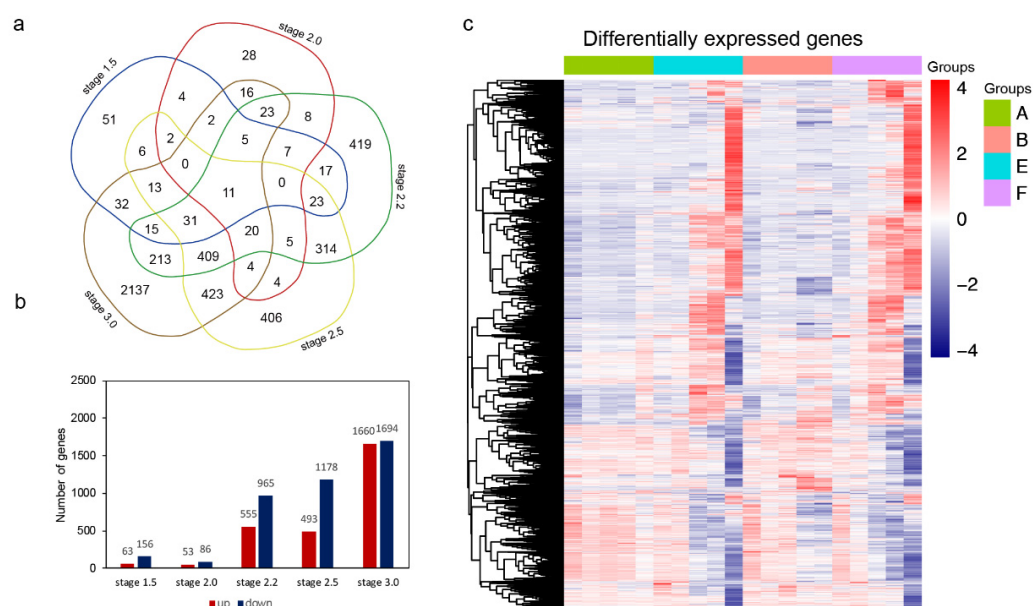 a
stage 2.0
stage 1.5
28
4
16
2
23
8
51
5
419
2
7
6
0
17
13
11
0
23
32
31
15
20
5
314
stage 2.2
213
409
4
4
2137
423
406
stage 3.0
stage 2.5
b
2500
2000
1500
1000
500
0
Number of genes
63 156
53 86
555 965
493 1178
1660 1694
stage 1.5 stage 2.0 stage 2.2 stage 2.5 stage 3.0
up down
c
Differentially expressed genes
Groups
4
2
0
−2
−4
Groups
A
B
E
F